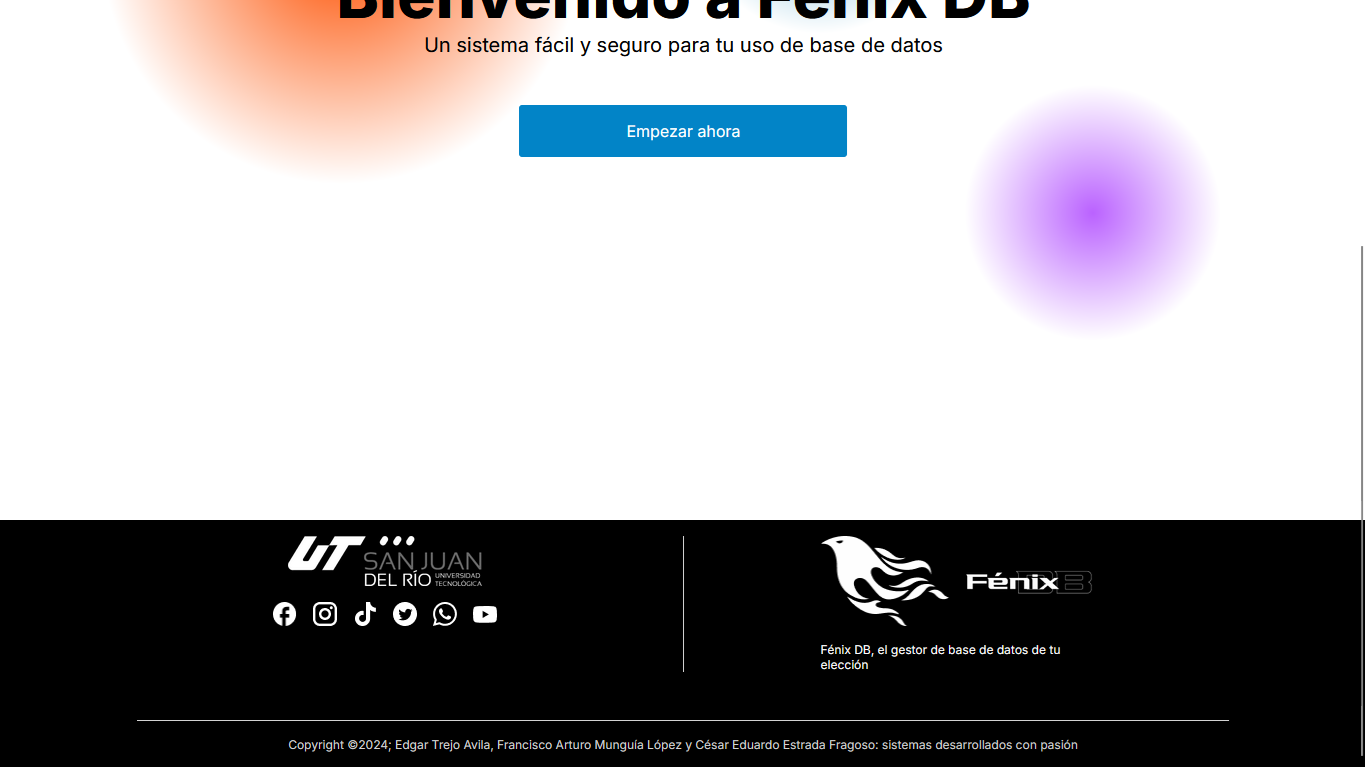 Bienvenido a Fénix DB
Un sistema fácil y seguro para tu uso de base de datos
Empezar ahora
UT SAN JUAN
DEL RÍO UNIVERSIDAD
TECNOLÓGICA
Fénix DB
Fénix DB, el gestor de base de datos de tu
elección
Copyright ©2024; Edgar Trejo Avila, Francisco Arturo Munguía López y César Eduardo Estrada Fragoso: sistemas desarrollados con pasión